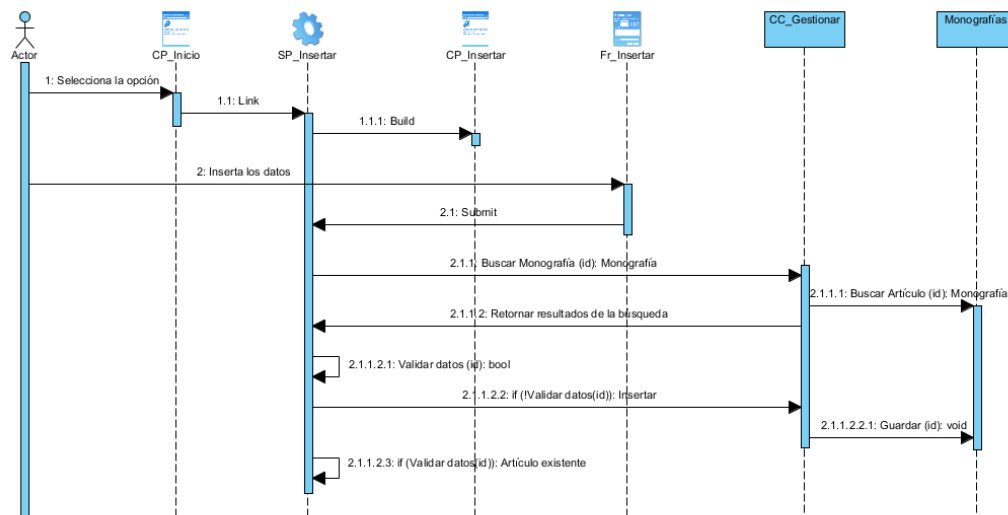 CC_Gestionar
Monografías
Actor
CP_Inicio
SP_Insertar
CP_Insertar
Fr_Insertar
1: Selecciona la opción
1.1: Link
1.1.1: Build
2: Inserta los datos
2.1: Submit
2.1.1: Buscar Monografía (id): Monografía
2.1.1.1: Buscar Artículo (id): Monografía
2.1.1.2: Retornar resultados de la búsqueda
2.1.1.2.1: Validar datos (id): bool
2.1.1.2.2: if (!Validar datos(id)): Insertar
2.1.1.2.2.1: Guardar (id): void
2.1.1.2.3: if (Validar datos(id)): Artículo existente